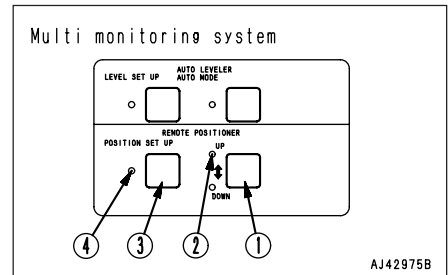 Multi monitoring system
LEVEL SET UP
AUTO LEVELER
AUTO MODE
REMOTE POSITIONER
POSITION SET UP
UP
DOWN
4 3 2 1
AJ42975B